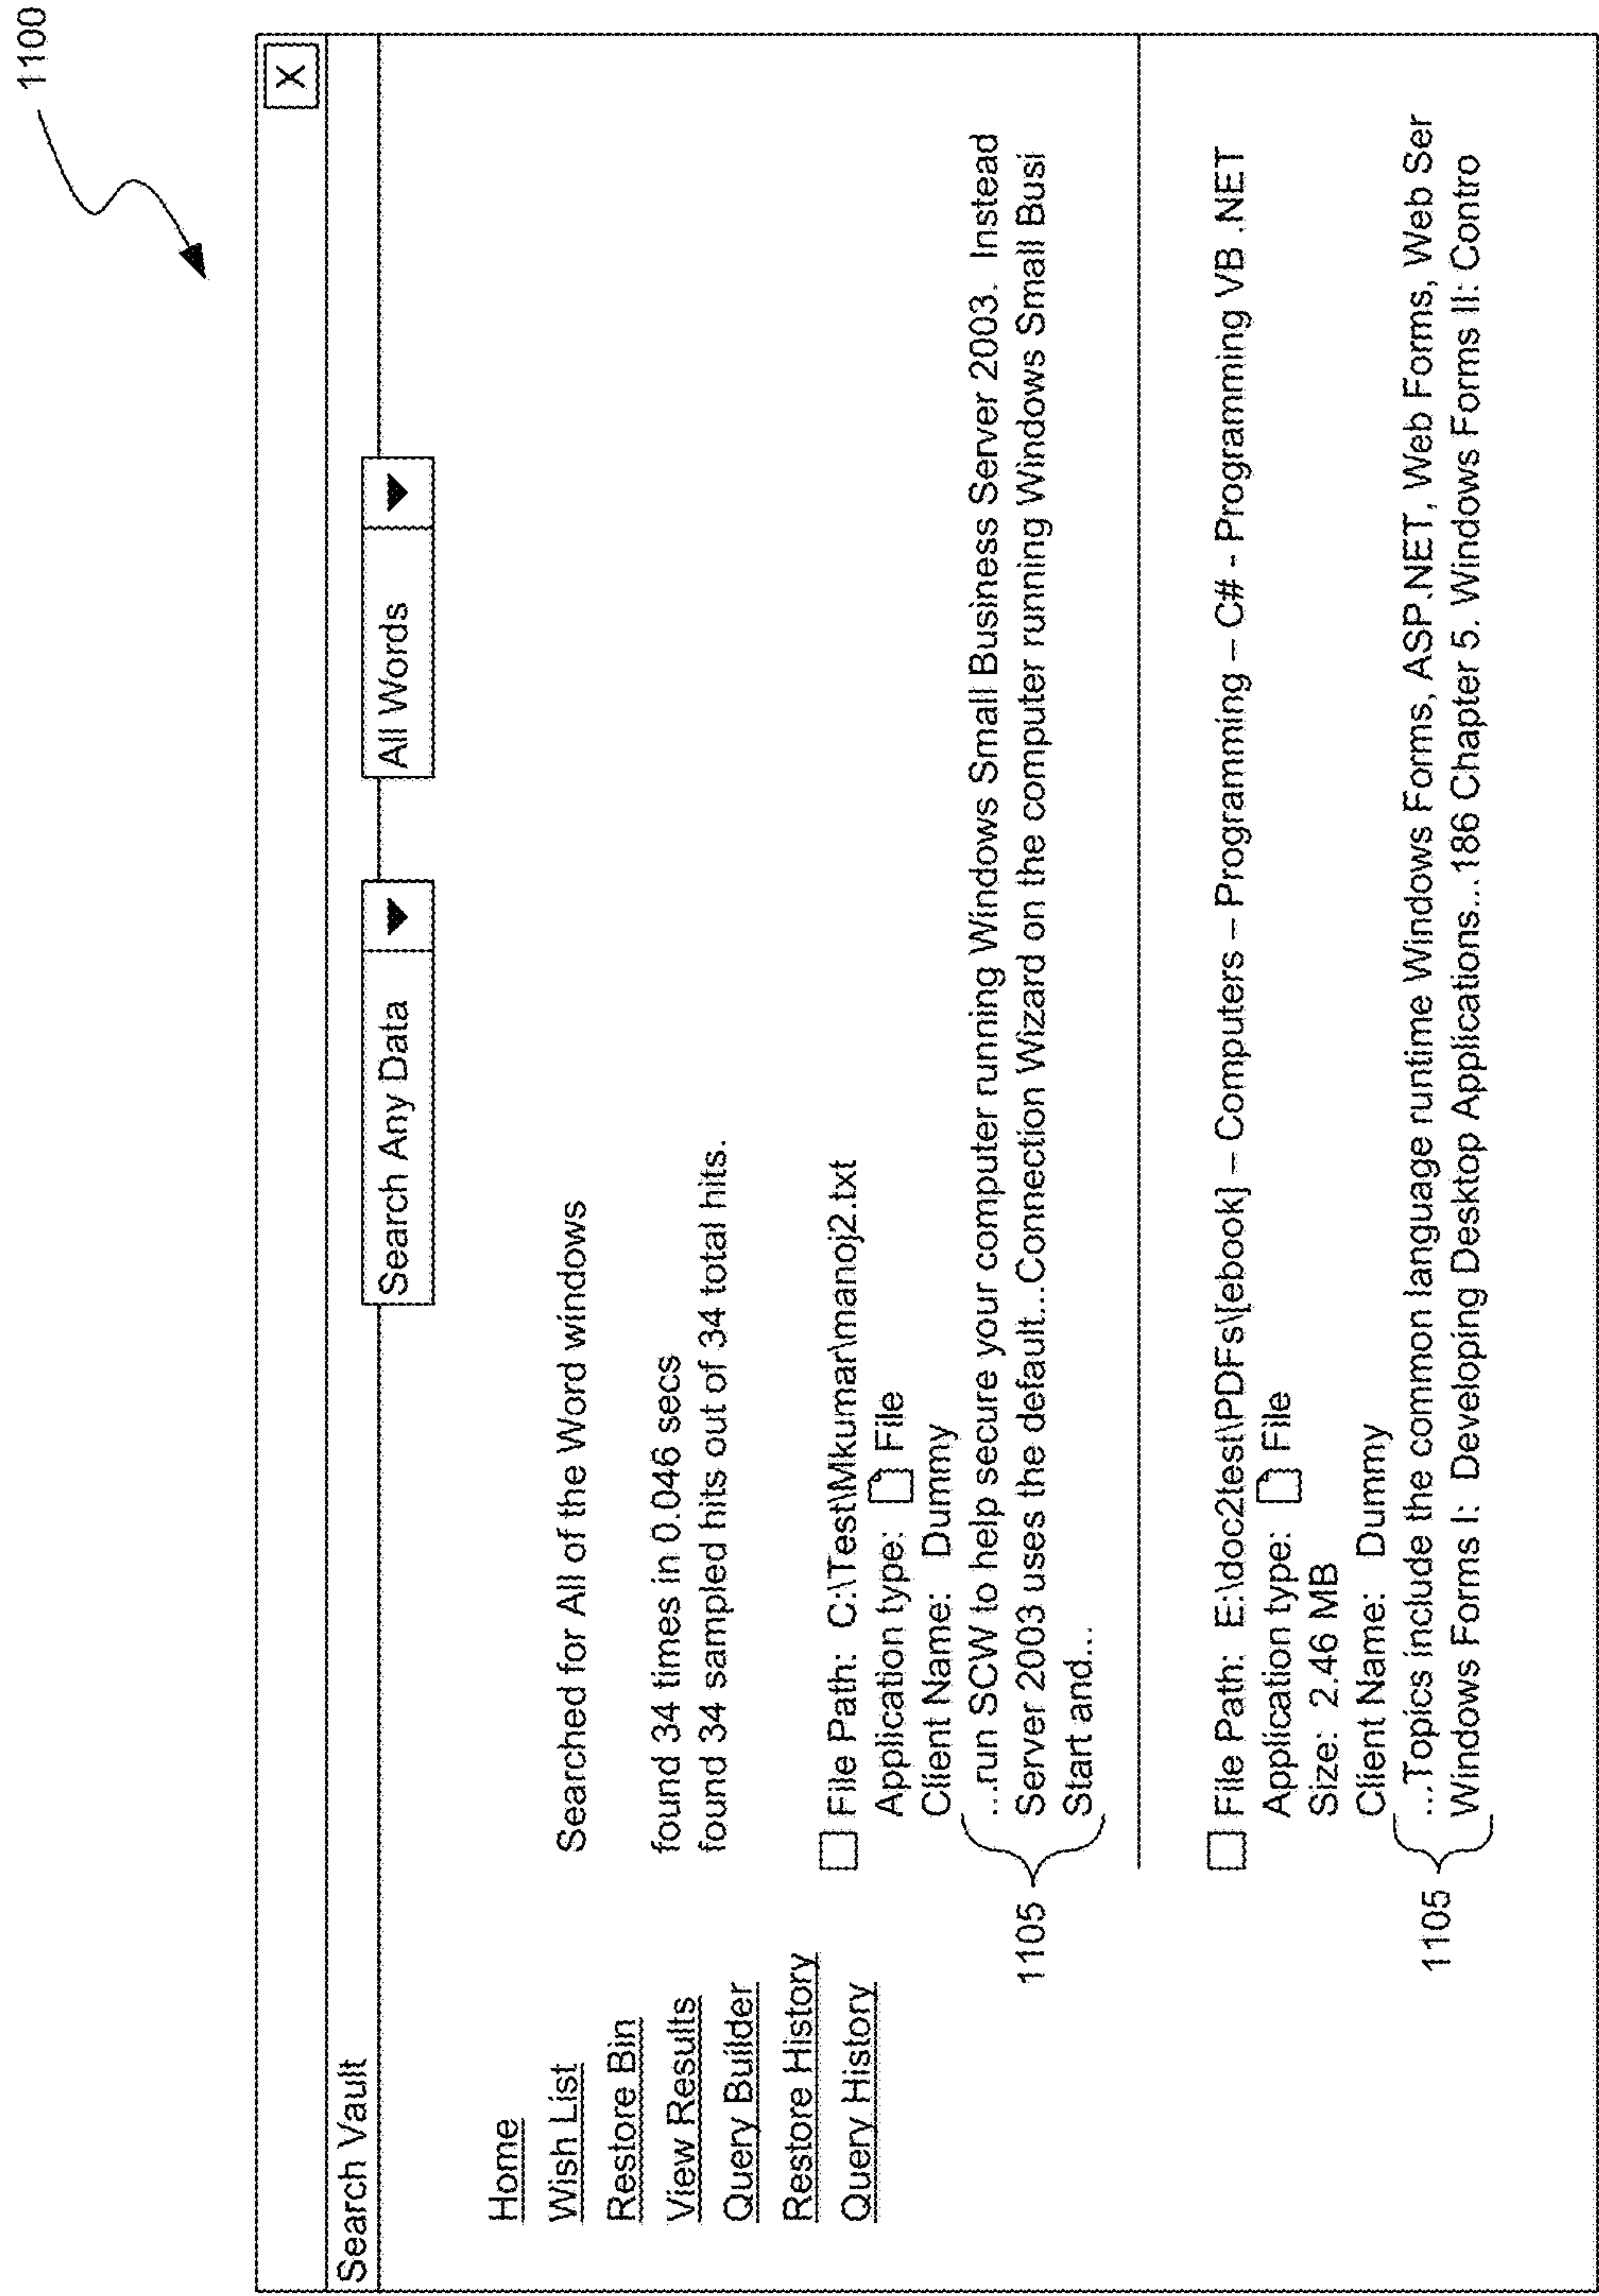 1100
X
Search Vault
Search Any Data
All Words
Home
Wish List
Restore Bin
View Results
Query Builder
Restore History
Query History
Searched for All of the Word windows
found 34 times in 0.046 secs
found 34 sampled hits out of 34 total hits.
File Path: C:\Test\Mkumar\manoj2.txt
Application type: File
Client Name: Dummy
...run SCW to help secure your computer running Windows Small Business Server 2003. Instead
Server 2003 uses the default...Connection Wizard on the computer running Windows Small Busi
Start and...
1105
File Path: E:\doc2test\PDFs\[ebook] – Computers – Programming – C# - Programming VB .NET
Application type: File
Size: 2.46 MB
Client Name: Dummy
...Topics include the common language runtime Windows Forms, ASP.NET, Web Forms, Web Ser
Windows Forms I: Developing Desktop Applications...186 Chapter 5. Windows Forms II: Contro
1105